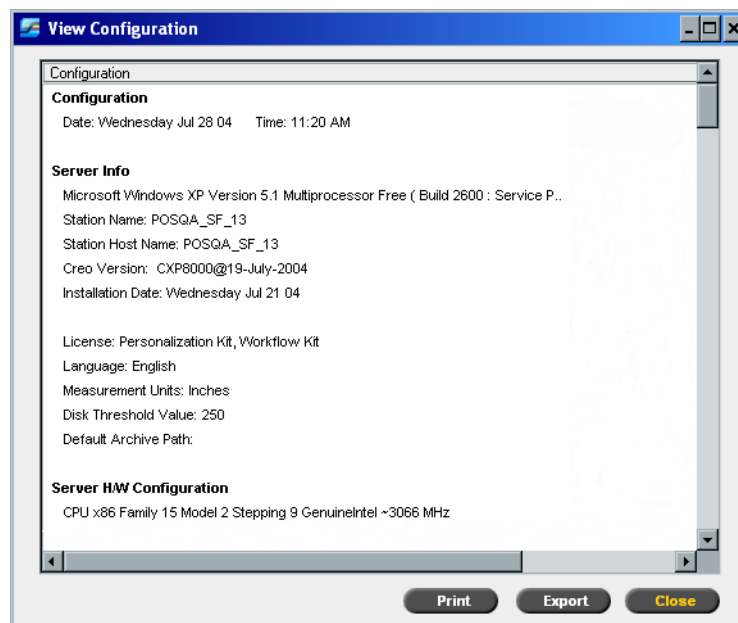 View Configuration
Configuration
Configuration
Date: Wednesday Jul 28 04 Time: 11:20 AM
Server Info
Microsoft Windows XP Version 5.1 Multiprocessor Free ( Build 2600 : Service P..
Station Name: POSQA_SF_13
Station Host Name: POSQA_SF_13
Creo Version: CXP8000@19-July-2004
Installation Date: Wednesday Jul 21 04
License: Personalization Kit, Workflow Kit
Language: English
Measurement Units: Inches
Disk Threshold Value: 250
Default Archive Path:
Server H/W Configuration
CPU x86 Family 15 Model 2 Stepping 9 GenuineIntel ~3066 MHz
Print Export Close